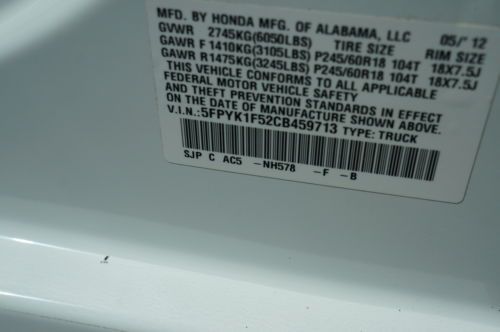 MFD. BY HONDA MFG. OF ALABAMA, LLC 05/ 12
GVWR 2745KG(6050LBS) TIRE SIZE RIM SIZE
GAWR F 1410KG(3105LBS) P245/60R18 104T 18X7.5J
GAWR R 1475KG(3245LBS) P245/60R18 104T 18X7.5J
THIS VEHICLE CONFORMS TO ALL APPLICABLE
FEDERAL MOTOR VEHICLE SAFETY
AND THEFT PREVENTION STANDARDS IN EFFECT
ON THE DATE OF MANUFACTURE SHOWN ABOVE.
V.I.N.:5FPYK1F52CB459713 TYPE: TRUCK
SJP C AC5 -NH578 -F -B